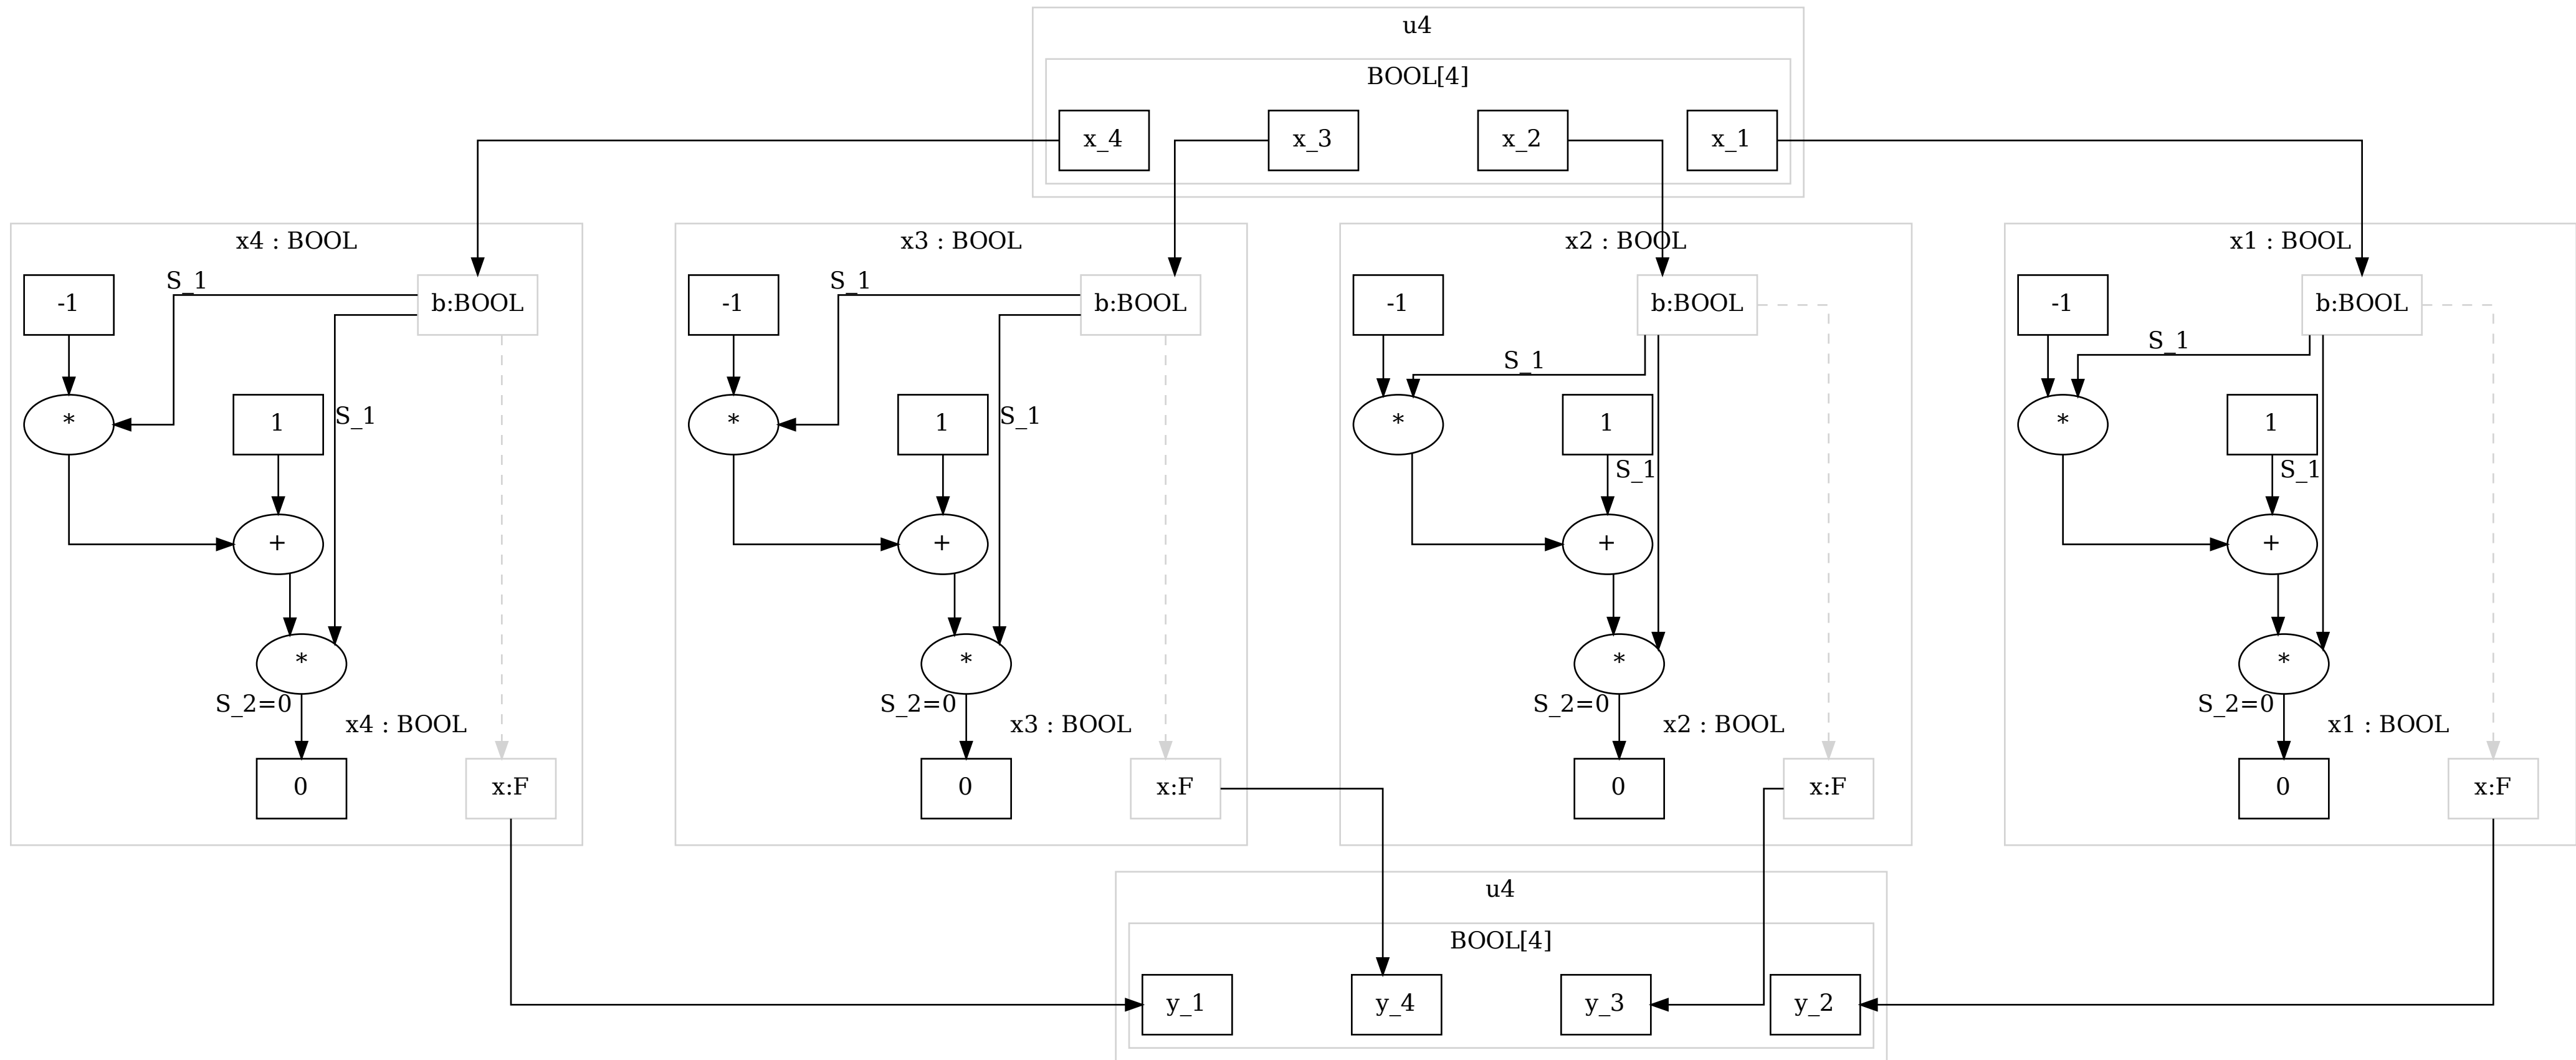 u4
BOOL[4]
x_4 x_3 x_2 x_1
x4 : BOOL x3 : BOOL x2 : BOOL x1 : BOOL
-1 S_1 b:BOOL -1 S_1 b:BOOL -1 b:BOOL -1 b:BOOL
S_1 S_1
* 1 S_1 * 1 S_1 * 1 * 1
S_1 S_1
+ + + +
* * * *
S_2=0 S_2=0 S_2=0 S_2=0
x4 : BOOL x3 : BOOL x2 : BOOL x1 : BOOL
0 x:F 0 x:F 0 x:F 0 x:F
u4
BOOL[4]
y_1 y_4 y_3 y_2